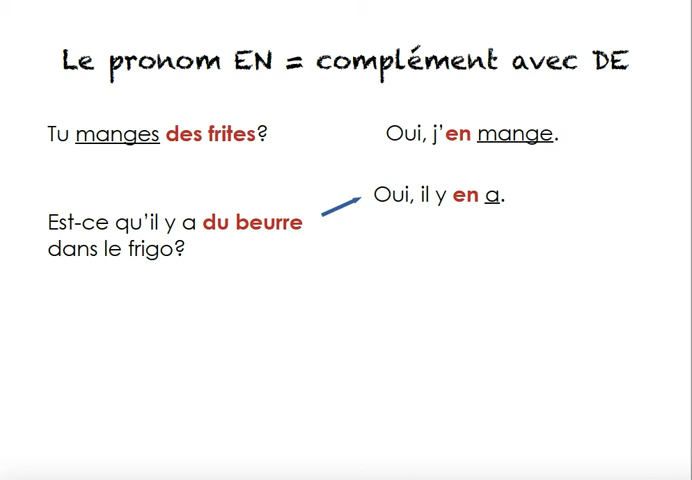 Le pronom EN = complément avec DE
Tu manges des frites?
Oui, j'en mange.
Est-ce qu'il y a du beurre
dans le frigo?
Oui, il y en a.